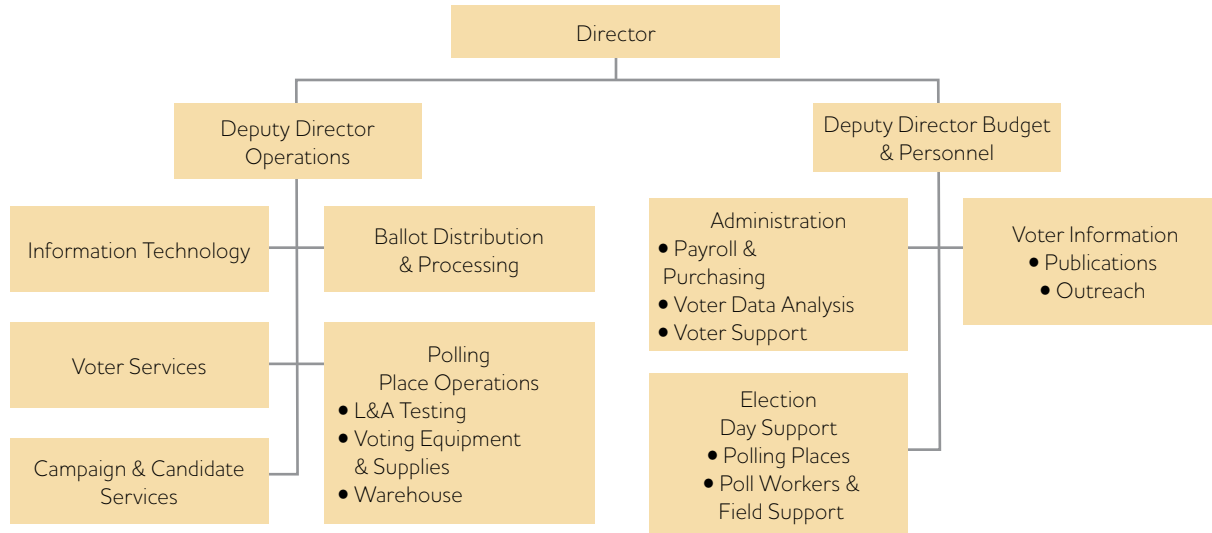 Director
Deputy Director
Operations
Information Technology
Ballot Distribution
& Processing
Voter Services
Polling
Place Operations
• L&A Testing
• Voting Equipment
& Supplies
• Warehouse
Campaign & Candidate
Services
Deputy Director Budget
& Personnel
Administration
• Payroll &
Purchasing
• Voter Data Analysis
• Voter Support
Voter Information
• Publications
• Outreach
Election
Day Support
• Polling Places
• Poll Workers &
Field Support